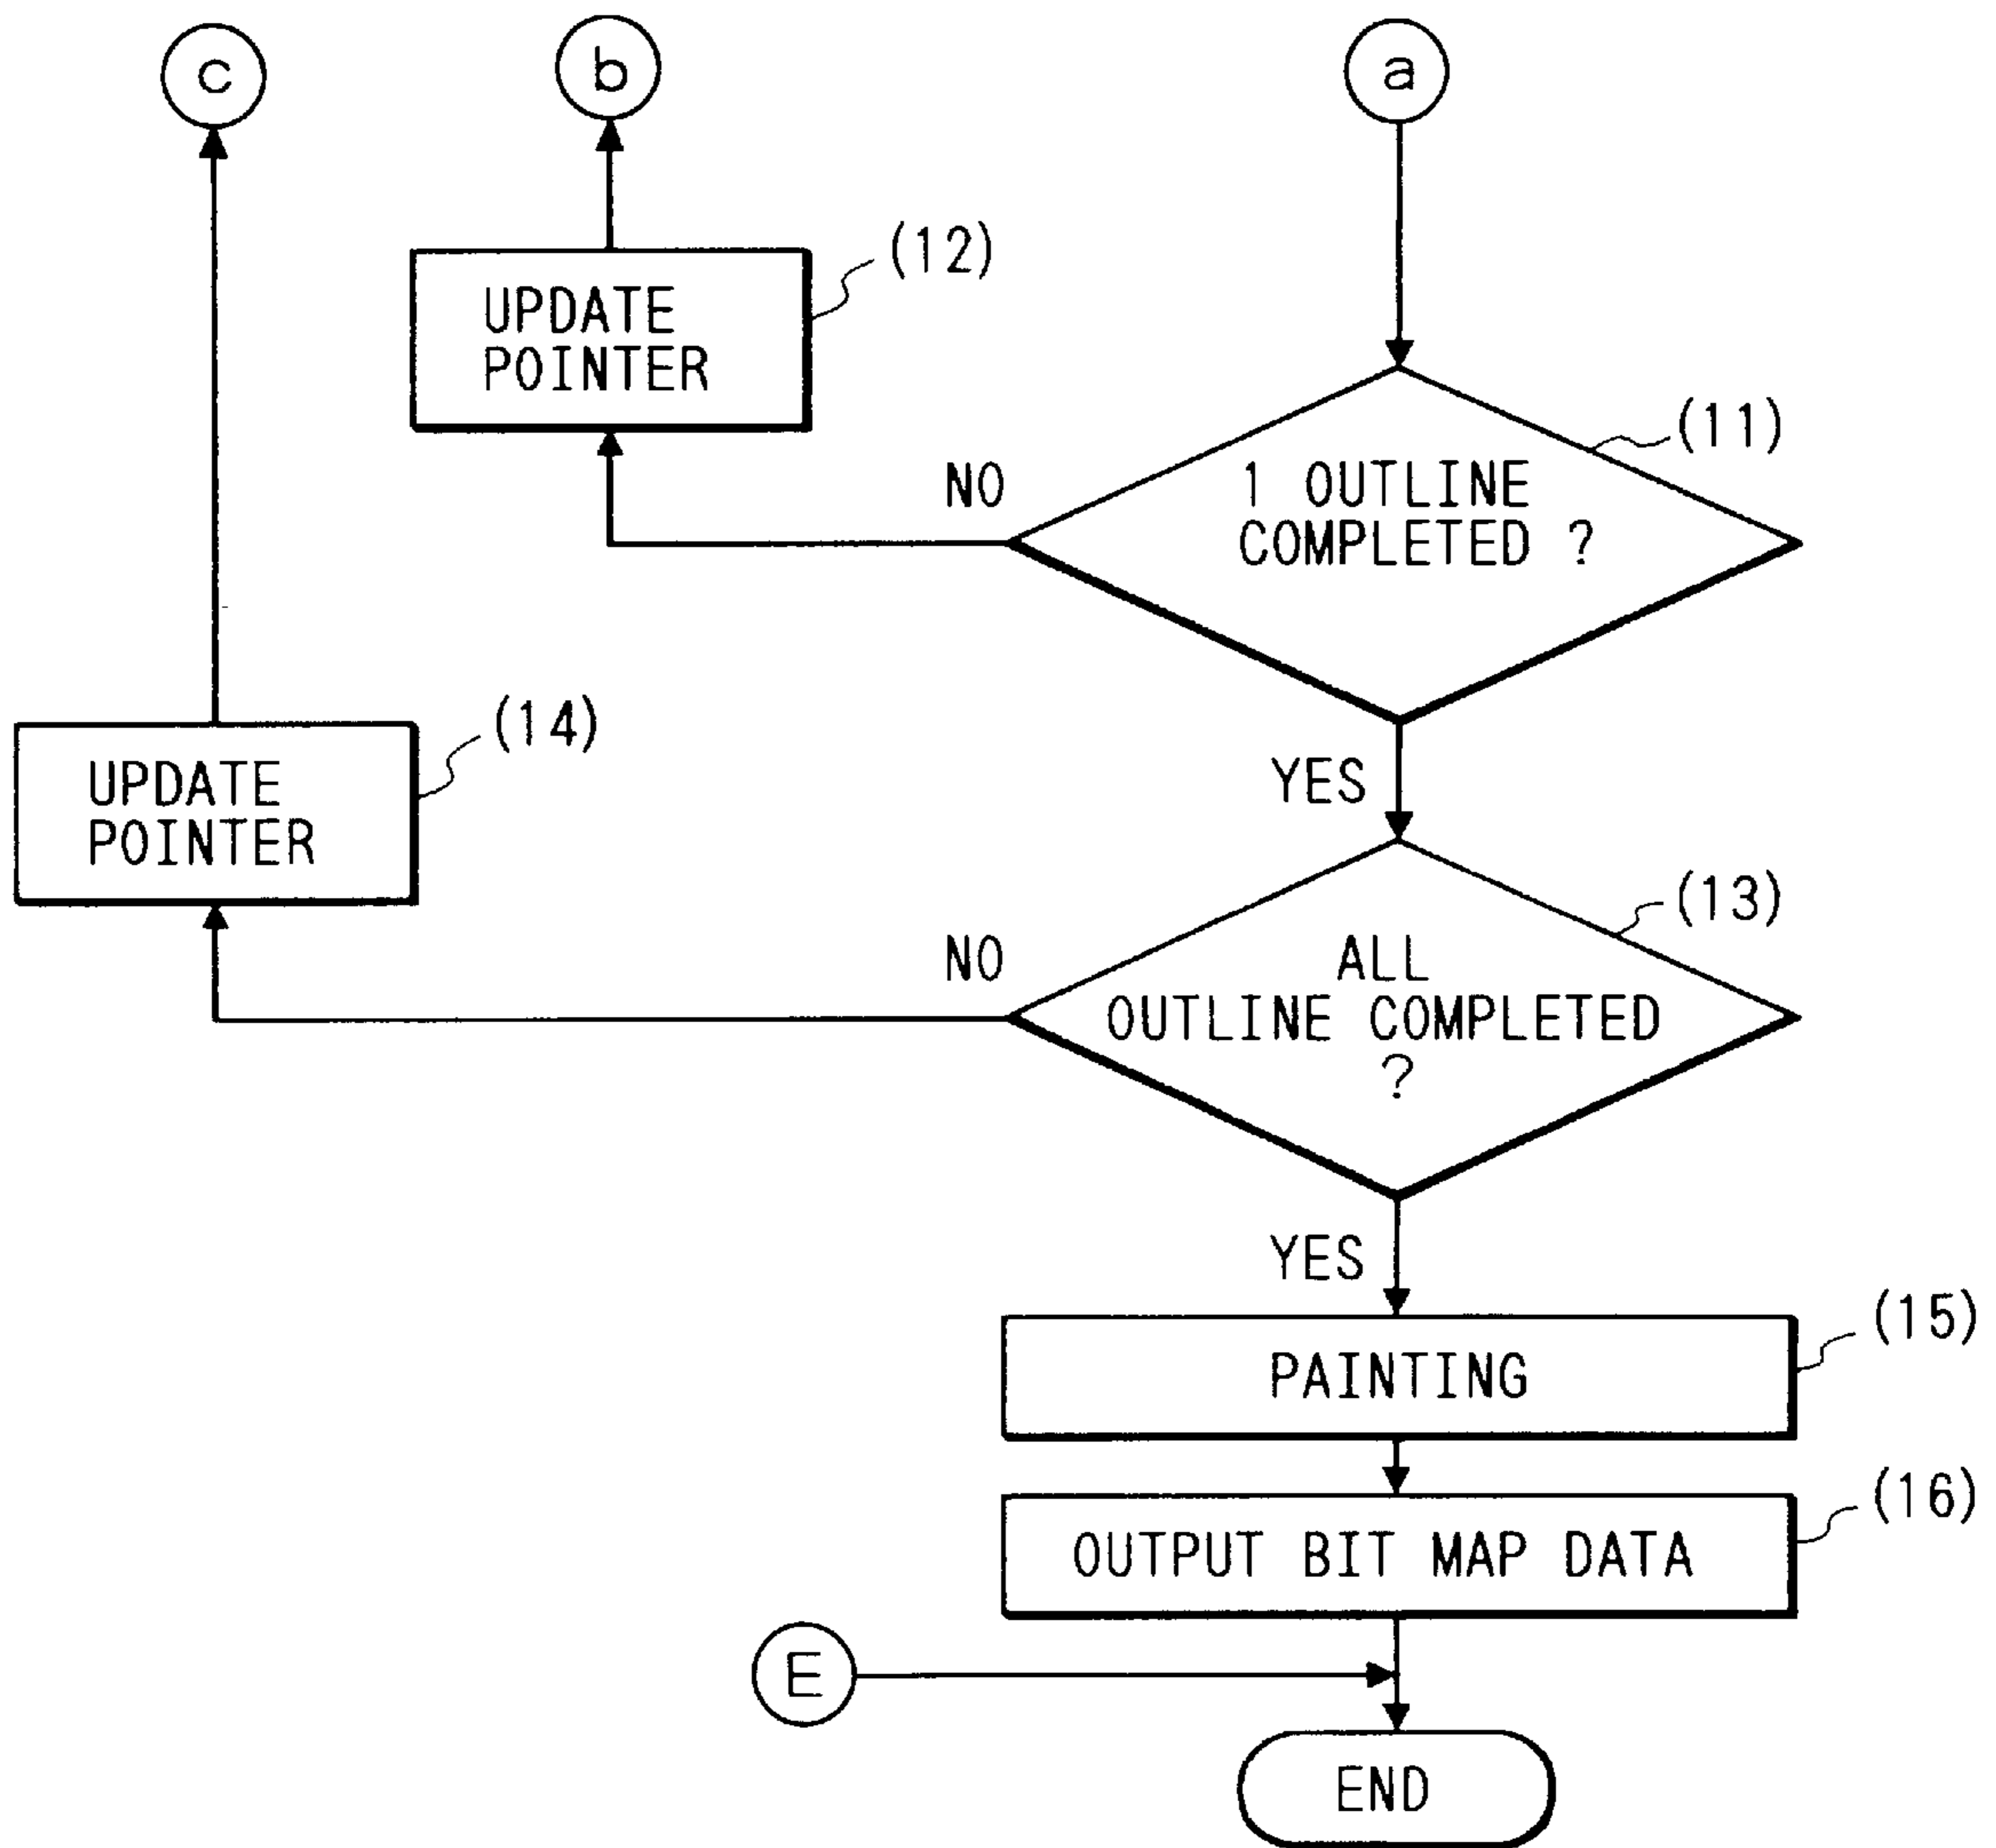 c
b
a
(12)
UPDATE
POINTER
(11)
NO
1 OUTLINE
COMPLETED ?
(14)
YES
UPDATE
POINTER
(13)
NO
ALL
OUTLINE COMPLETED
?
YES
(15)
PAINTING
(16)
OUTPUT BIT MAP DATA
E
END